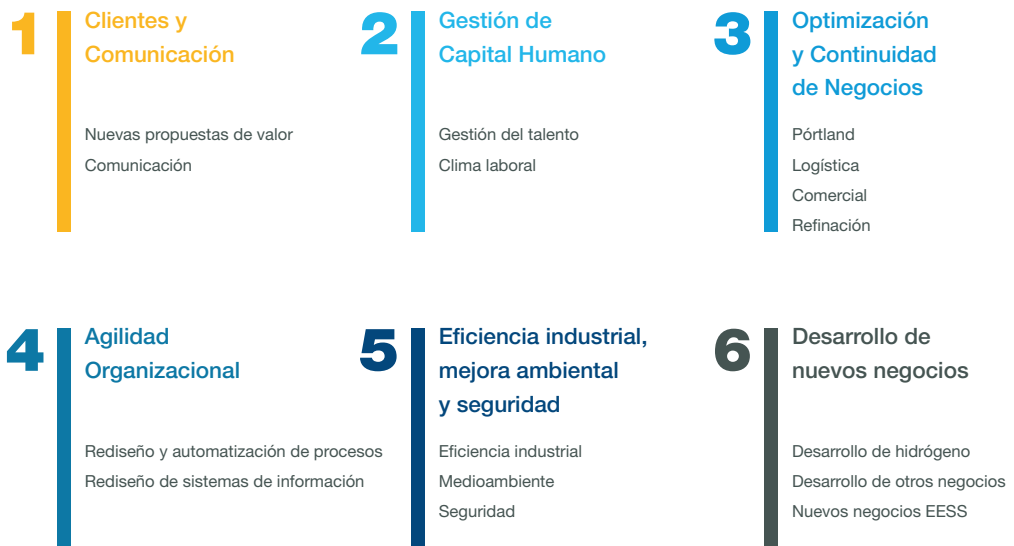 1
Clientes y
Comunicación
Nuevas propuestas de valor
Comunicación
2
Gestión de
Capital Humano
Gestión del talento
Clima laboral
3
Optimización
y Continuidad
de Negocios
Pórtland
Logística
Comercial
Refinación
4
Agilidad
Organizacional
Rediseño y automatización de procesos
Rediseño de sistemas de información
5
Eficiencia industrial,
mejora ambiental
y seguridad
Eficiencia industrial
Medioambiente
Seguridad
6
Desarrollo de
nuevos negocios
Desarrollo de hidrógeno
Desarrollo de otros negocios
Nuevos negocios EESS